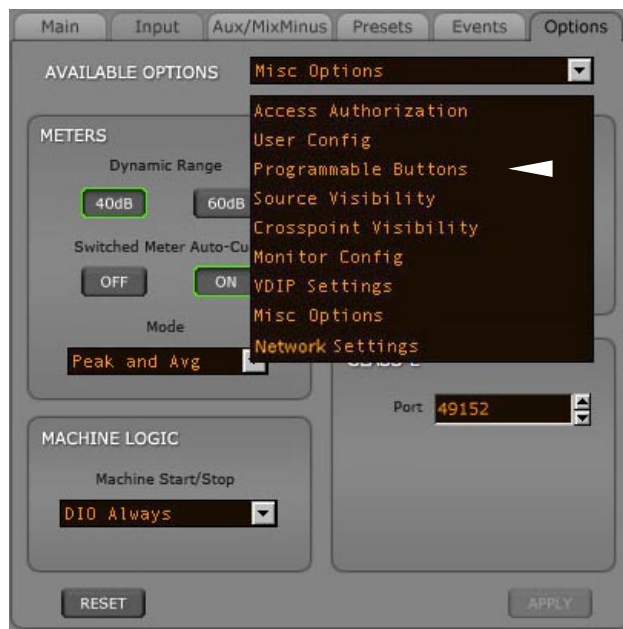 Main Input Aux/MixMinus Presets Events Options
AVAILABLE OPTIONS Misc Options
Access Authorization
User Config
Programmable Buttons
Source Visibility
Crosspoint Visibility
Monitor Config
VDIP Settings
Misc Options
Network Settings
METERS
Dynamic Range
40dB 60dB
Switched Meter Auto-Cu
OFF ON
Mode
Peak and Avg
Port 49152
MACHINE LOGIC
Machine Start/Stop
DIO Always
RESET APPLY